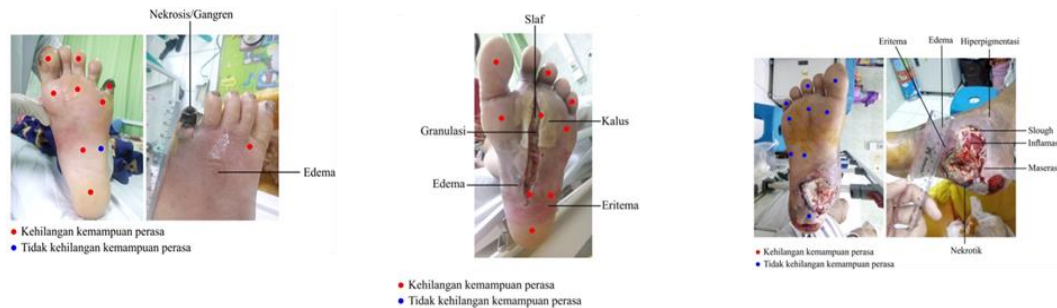 Nekrosis/Gangren
Edema
Kehilangan kemampuan perasa
Tidak kehilangan kemampuan perasa
Slaf
Granulasi
Kalus
Edema
Eritema
Kehilangan kemampuan perasa
Tidak kehilangan kemampuan perasa
Eritema
Edema
Hiperpigmentasi
Slough
Inflamas
Maseras
Nekrotik
Kehilangan kemampuan perasa
Tidak kehilangan kemampuan perasa